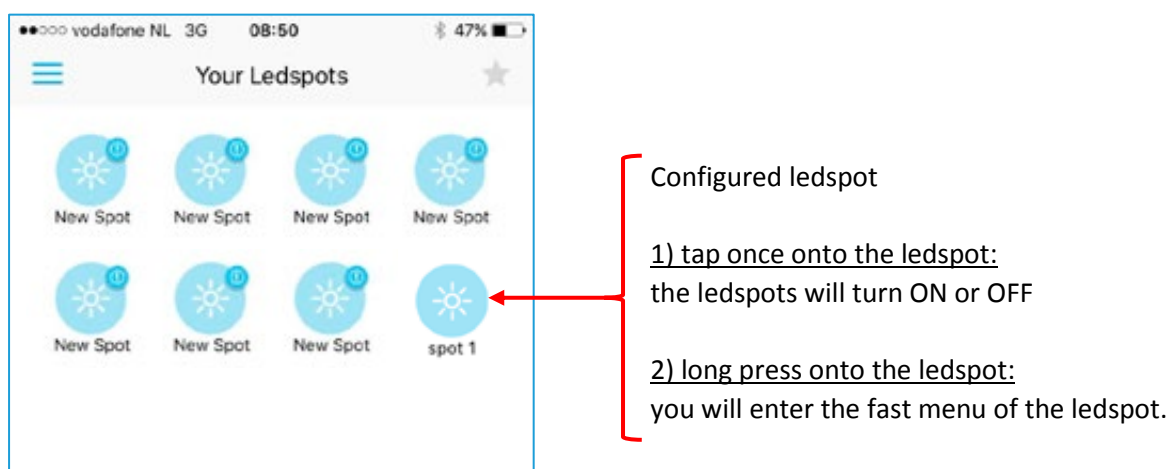 vodafone NL 3G 08:50 47%
Your Ledspots
New Spot New Spot New Spot New Spot
New Spot New Spot New Spot spot 1
Configured ledspot
1) tap once onto the ledspot:
the ledspots will turn ON or OFF
2) long press onto the ledspot:
you will enter the fast menu of the ledspot.